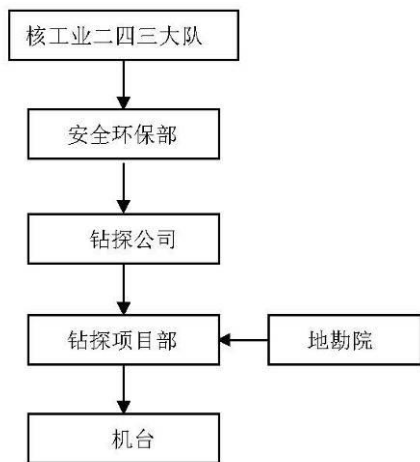 核工业二四三大队
安全环保部
钻探公司
钻探项目部
地勘院
机台